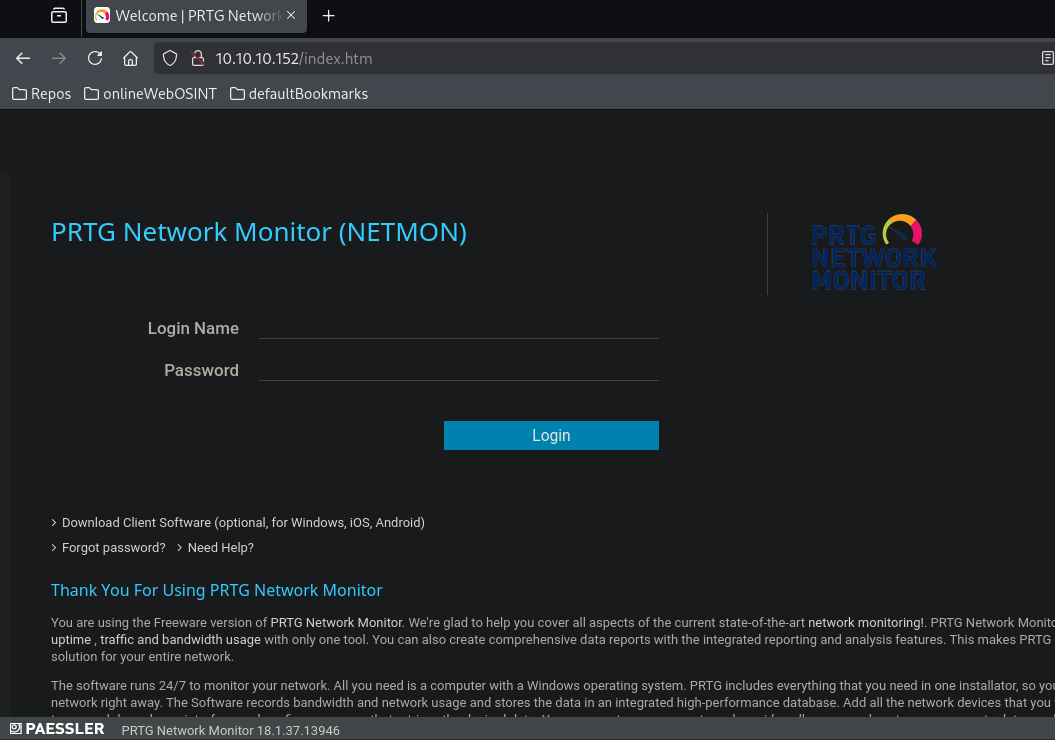 Welcome | PRTG Network
10.10.10.152/index.htm
Repos onlineWebOSINT defaultBookmarks
PRTG Network Monitor (NETMON)
PRTG
NETWORK
MONITOR
Login Name
Password
Login
Download Client Software (optional, for Windows, iOS, Android)
Forgot password? Need Help?
Thank You For Using PRTG Network Monitor
You are using the Freeware version of PRTG Network Monitor. We're glad to help you cover all aspects of the current state-of-the-art network monitoring!. PRTG Network
uptime , traffic and bandwidth usage with only one tool. You can also create comprehensive data reports with the integrated reporting and analysis features. This makes PRTG
solution for your entire network.
The software runs 24/7 to monitor your network. All you need is a computer with a Windows operating system. PRTG includes everything that you need in one installer, so
network right away. The Software records bandwidth and network usage and stores the data in an integrated high-performance database. Add all the network devices that you
PAESSLER PRTG Network Monitor 18.1.37.13946